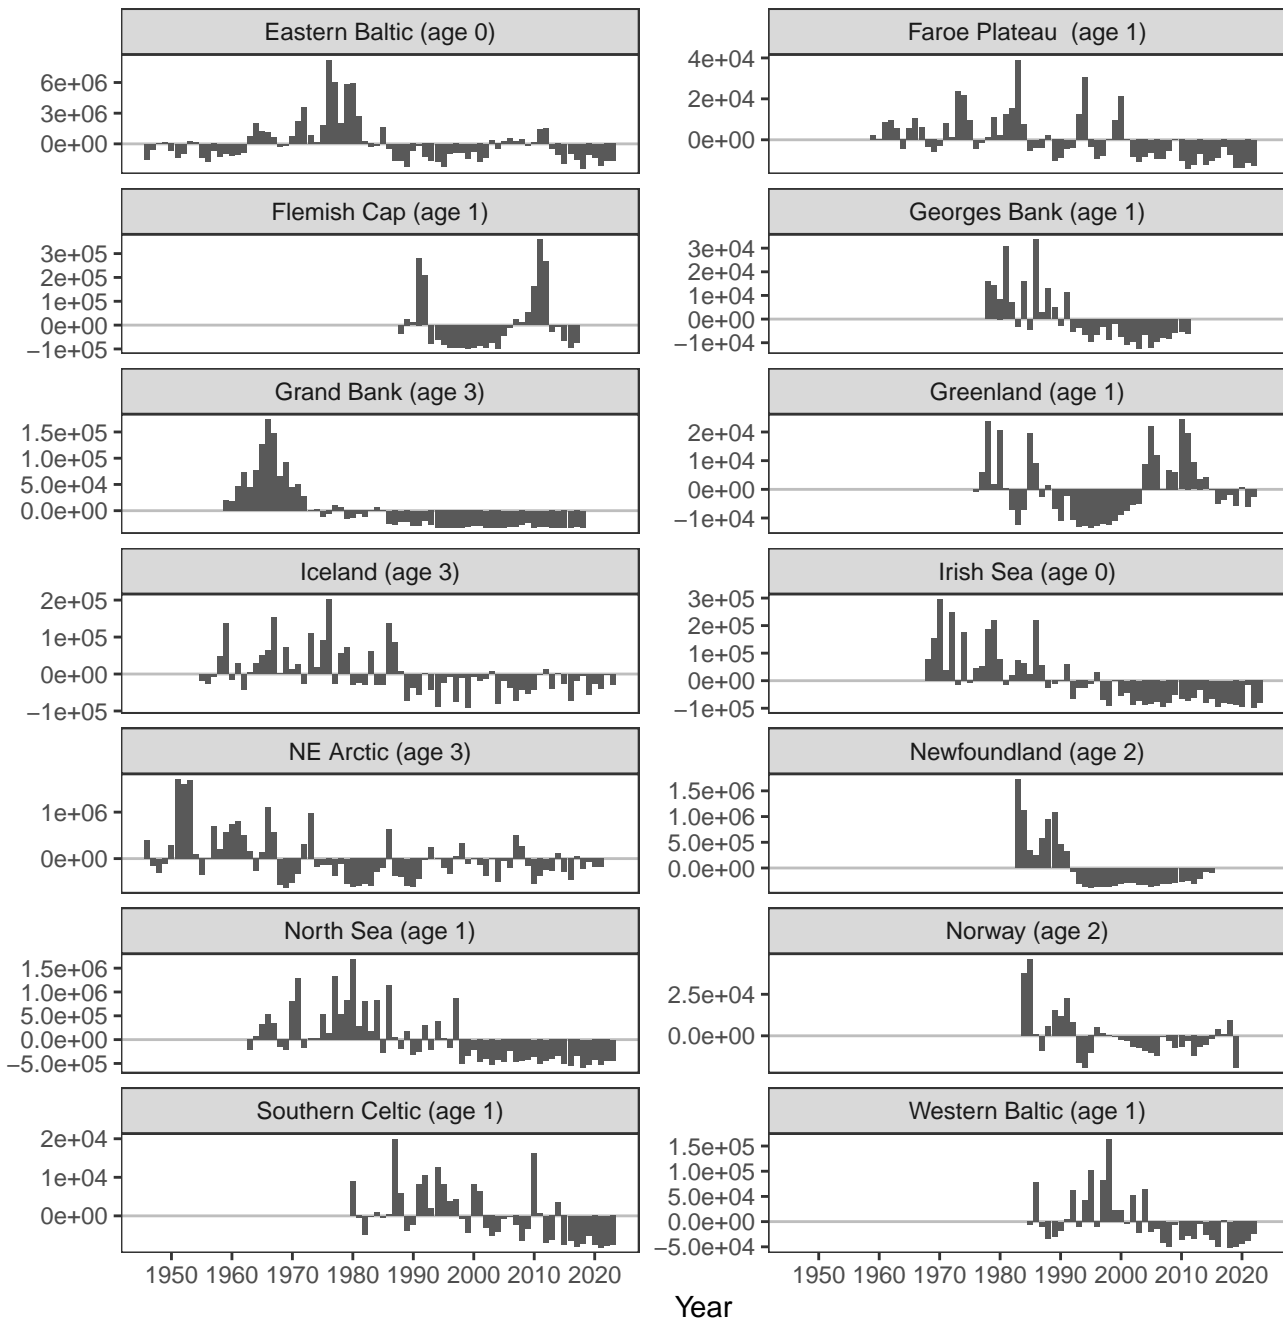 Eastern Baltic (age 0)
6e+06
3e+06
0e+00
Faroe Plateau  (age 1)
4e+04
2e+04
0e+00
Flemish Cap (age 1)
3e+05
2e+05
1e+05
0e+00
−1e+05
Georges Bank (age 1)
3e+04
2e+04
1e+04
0e+00
−1e+04
Grand Bank (age 3)
1.5e+05
1.0e+05
5.0e+04
0.0e+00
Greenland (age 1)
2e+04
1e+04
0e+00
−1e+04
Iceland (age 3)
2e+05
1e+05
0e+00
−1e+05
Irish Sea (age 0)
3e+05
2e+05
1e+05
0e+00
−1e+05
NE Arctic (age 3)
1e+06
0e+00
Newfoundland (age 2)
1.5e+06
1.0e+06
5.0e+05
0.0e+00
North Sea (age 1)
1.5e+06
1.0e+06
5.0e+05
0.0e+00
−5.0e+05
Norway (age 2)
2.5e+04
0.0e+00
Southern Celtic (age 1)
2e+04
1e+04
0e+00
Western Baltic (age 1)
1.5e+05
1.0e+05
5.0e+04
0.0e+00
−5.0e+04
1950 1960 1970 1980 1990 2000 2010 2020
1950 1960 1970 1980 1990 2000 2010 2020
Year